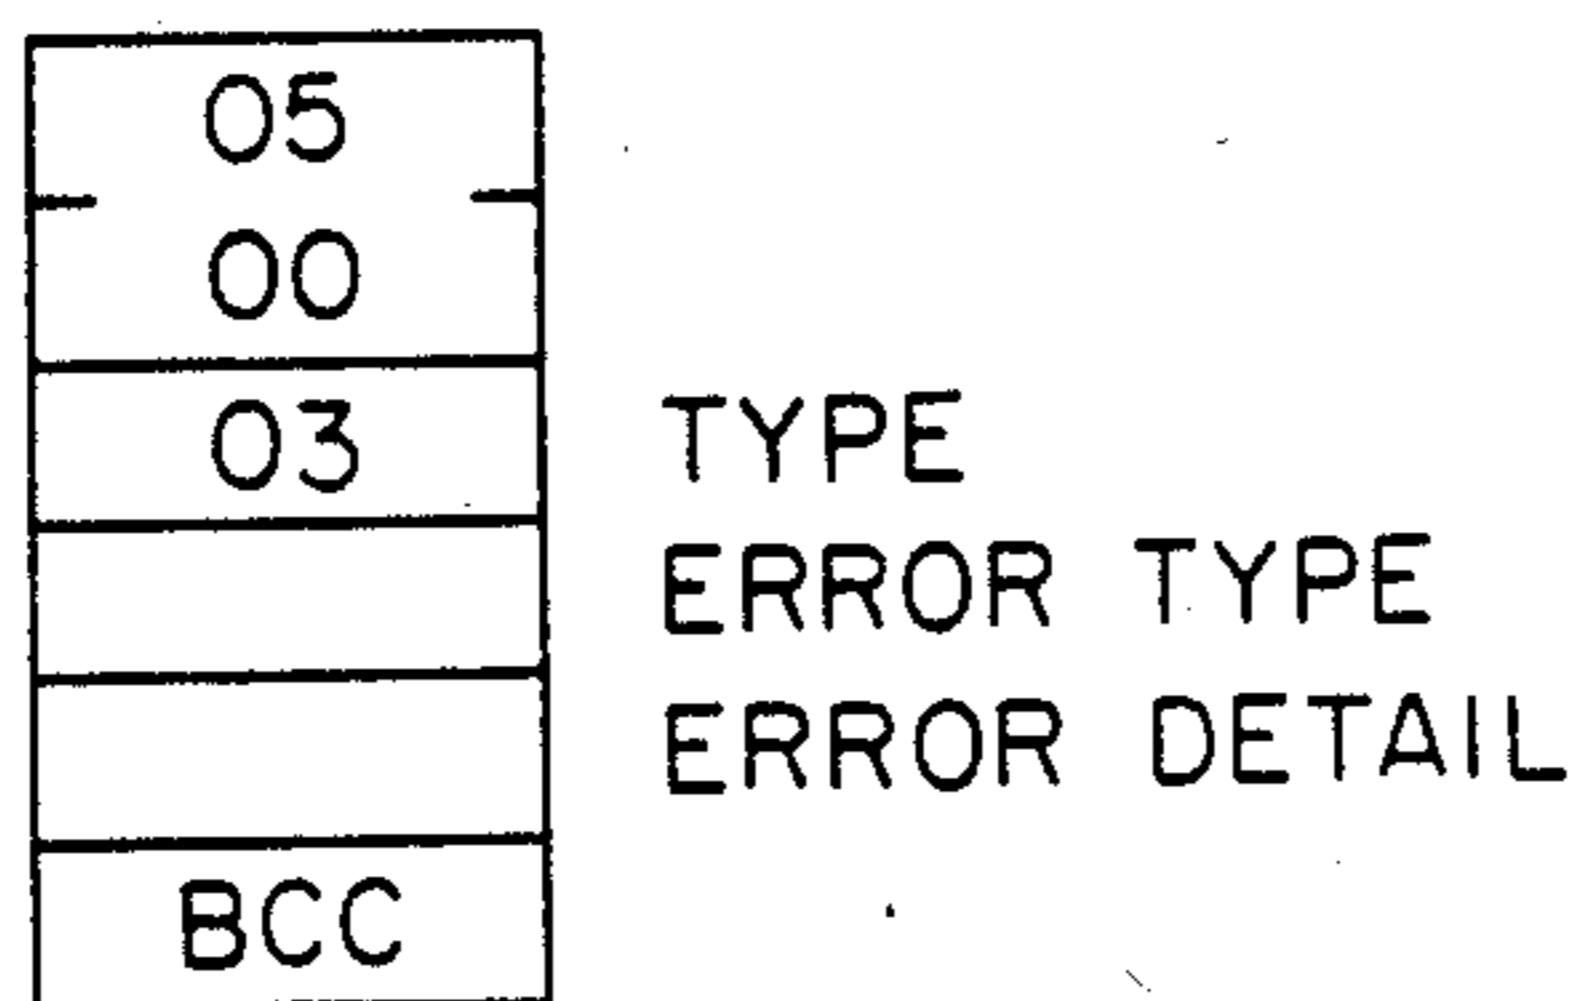 05
00
03 TYPE
ERROR TYPE
ERROR DETAIL
BCC